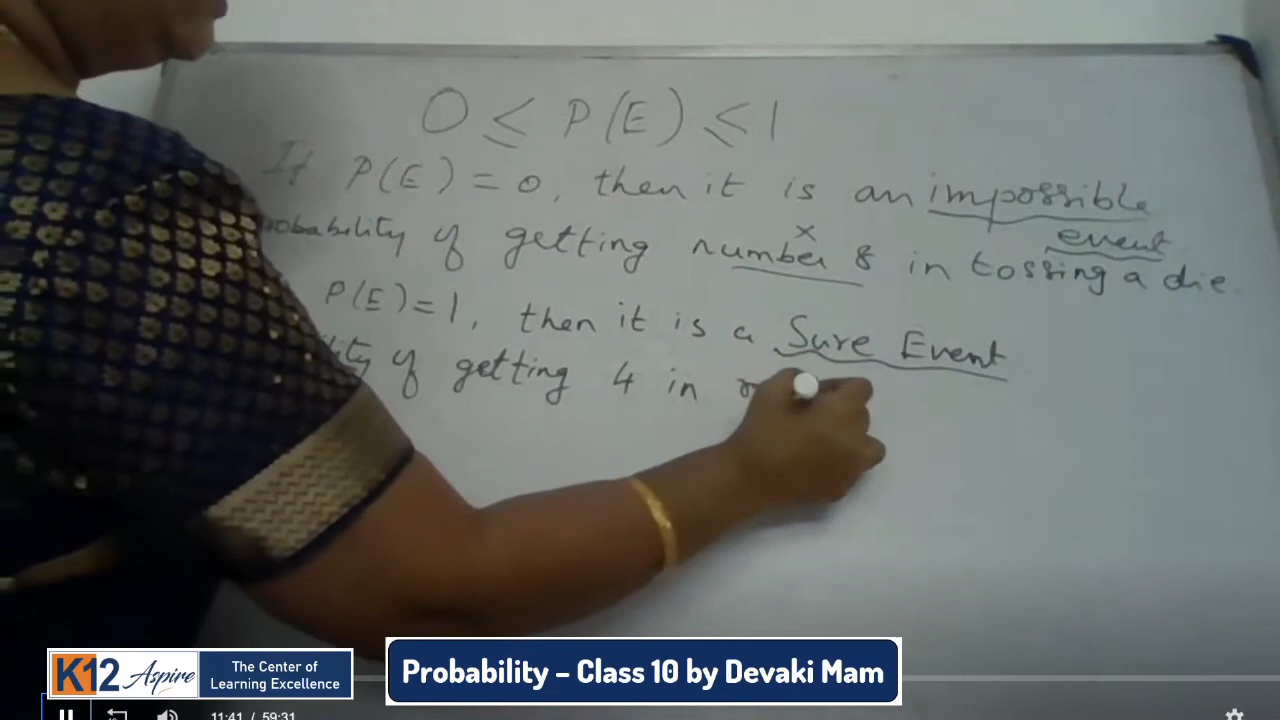 0 ≤ P(E) ≤ 1
If P(E) = 0, then it is an impossible
event
probability of getting number 8 in tossing a die.
P(E) = 1, then it is a Sure Event
of getting 4 in
K12 Aspire
The Center of
Learning Excellence
Probability – Class 10 by Devaki Mam
11:41 / 59:31